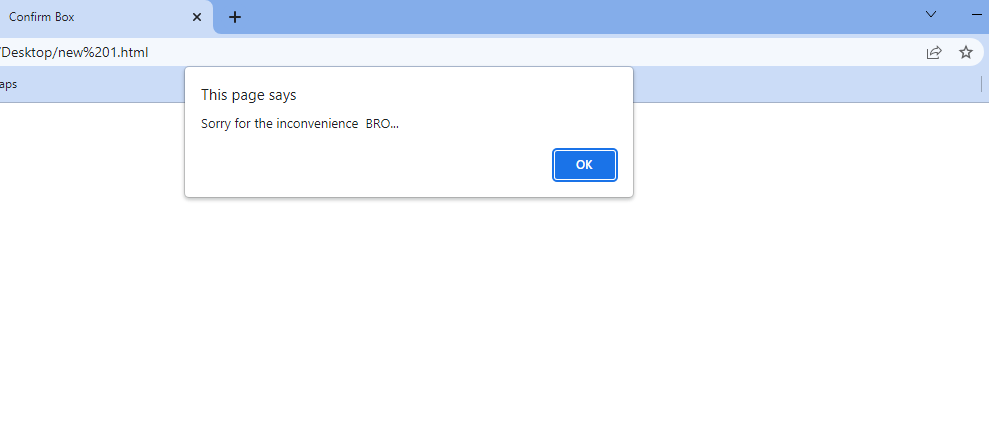 Confirm Box
/Desktop/new%201.html
aps
This page says
Sorry for the inconvenience  BRO...
OK